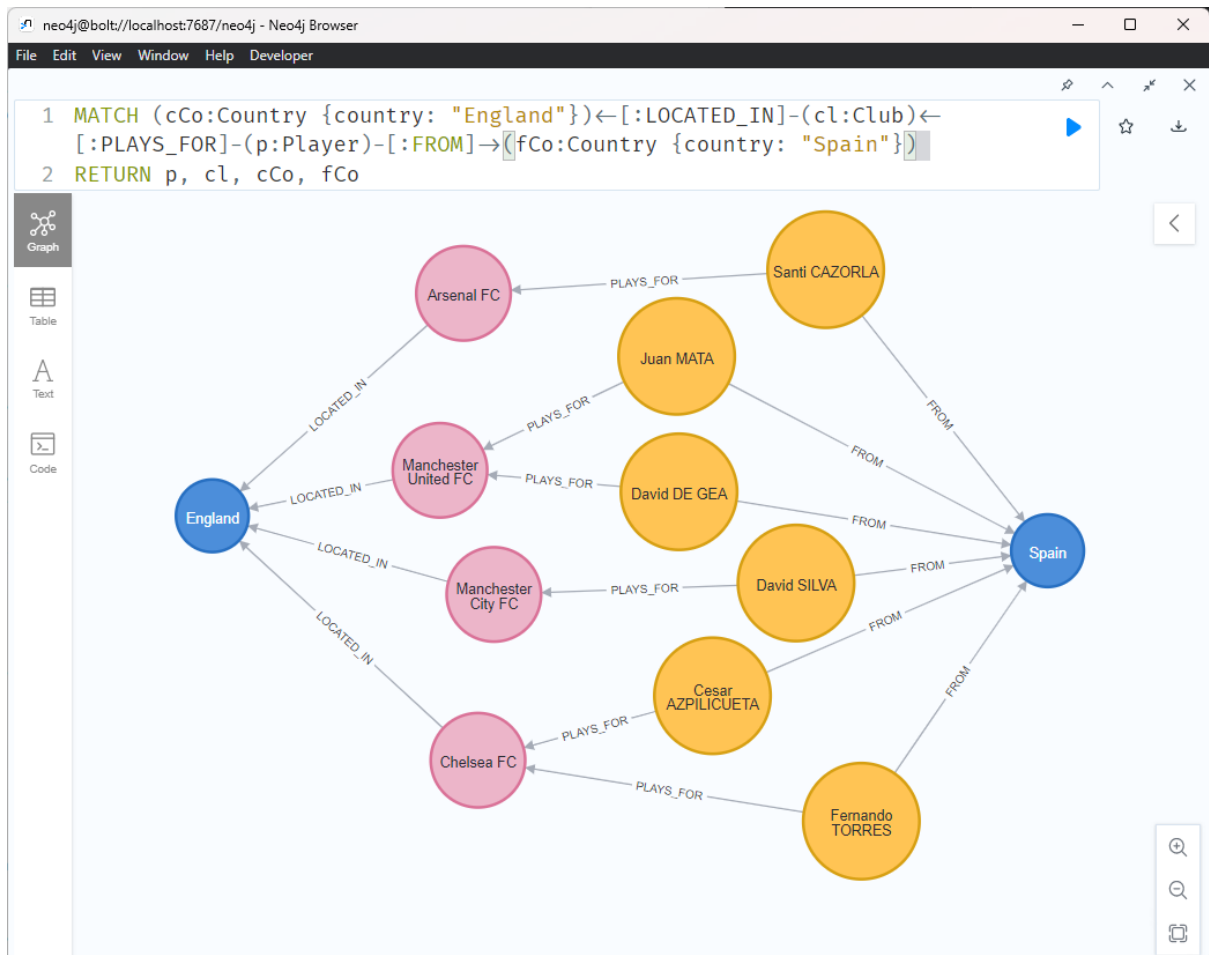 neo4j@bolt://localhost:7687/neo4j - Neo4j Browser
File Edit View Window Help Developer
1 MATCH (cCo:Country {country: "England"})←[:LOCATED_IN]-(cl:Club)←
[:PLAYS_FOR]-(p:Player)-[:FROM]→(fCo:Country {country: "Spain"})
2 RETURN p, cl, cCo, fCo
Graph
Table
Text
Code
Santi CAZORLA
PLAYS_FOR
Arsenal FC
Juan MATA
LOCATED_IN
PLAYS_FOR
FROM
FROM
Manchester
United FC
PLAYS_FOR
David DE GEA
LOCATED_IN
England
FROM
Spain
LOCATED_IN
FROM
Manchester
City FC
PLAYS_FOR
David SILVA
LOCATED_IN
FROM
Cesar
AZPILICUETA
FROM
PLAYS_FOR
Chelsea FC
PLAYS_FOR
Fernando
TORRES